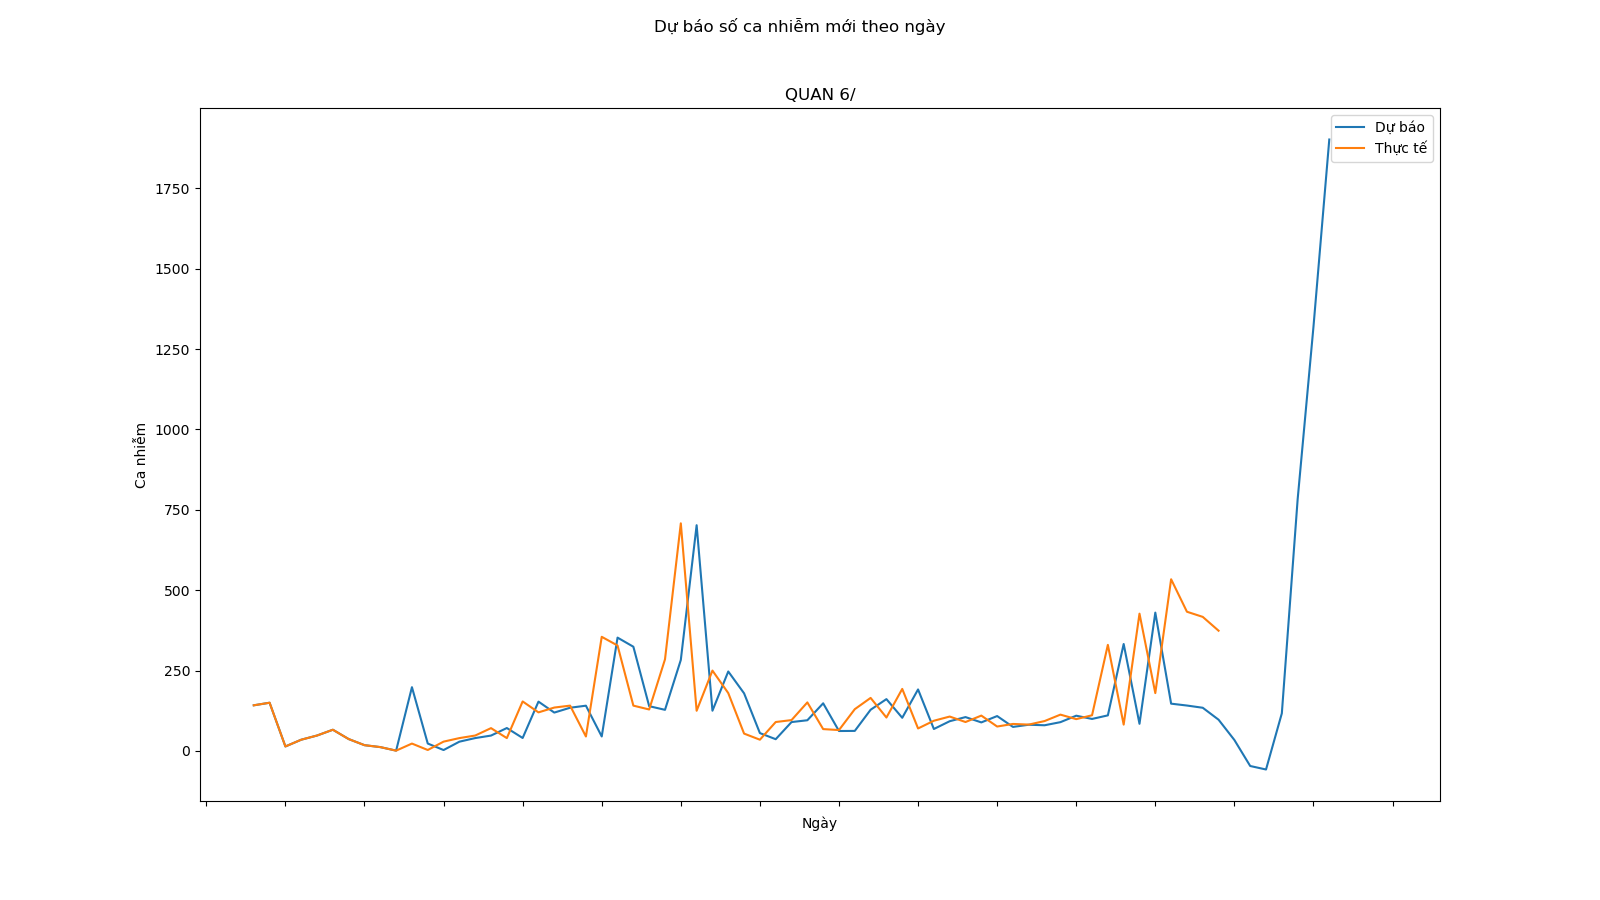 Dự báo số ca nhiễm mới theo ngày
QUAN 6/
Dự báo
Thực tế
1750
1500
1250
1000
750
500
250
0
Ca nhiễm
Ngày